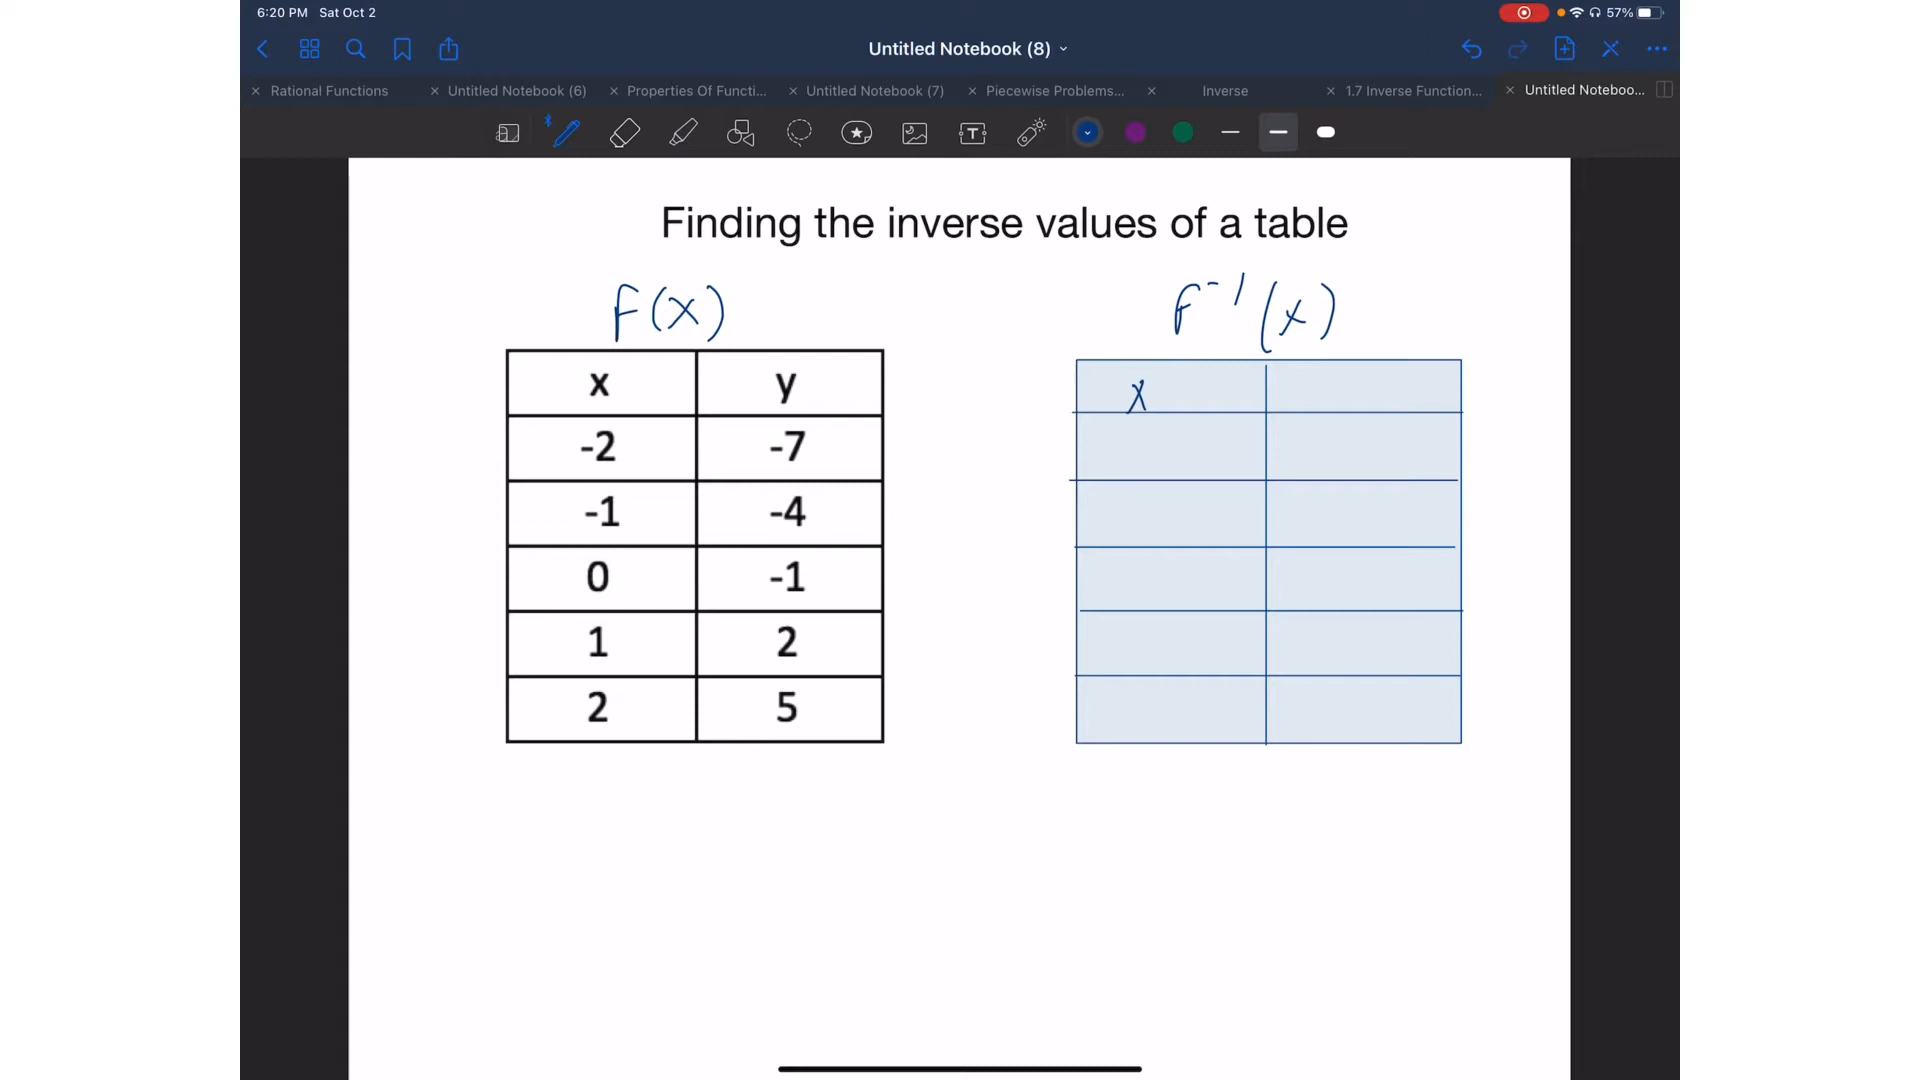 6:20 PM Sat Oct 2
57%
Untitled Notebook (8)
Rational Functions
Untitled Notebook (6)
Properties Of Functi...
Untitled Notebook (7)
Piecewise Problems...
Inverse
1.7 Inverse Function...
Untitled Noteboo...
T
Finding the inverse values of a table
F(x)
F⁻¹(x)
x y
x
-2 -7
-1 -4
0 -1
1 2
2 5